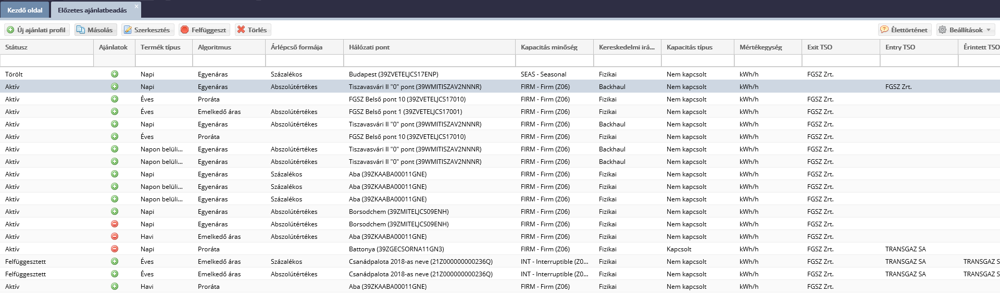 Kezdő oldal Előzetes ajánlatbeadás
Új ajánlati profil Másolás Szerkesztés Felfüggeszt Törlés Élettörténet Beállítások
Státusz Ajánlatok Termék típus Algoritmus Árlépcső formája Hálózati pont Kapacitás minőség Kereskedelmi irá... Kapacitás típus Mértékegység Exit TSO Entry TSO Érintett TSO
Törölt Napi Egyenáras Százalékos Budapest (39ZVETELJCS17ENP) SEAS - Seasonal Fizikai Nem kapcsolt kWh/h FGSZ Zrt.
Aktív Napi Egyenáras Abszolútértékes Tiszavasvári II "0" pont (39WMITISZAV2NNNR) FIRM - Firm (Z06) Backhaul Nem kapcsolt kWh/h FGSZ Zrt.
Aktív Éves Proráta FGSZ Belső pont 10 (39ZVETELJCS17010) FIRM - Firm (Z06) Fizikai Nem kapcsolt kWh/h FGSZ Zrt.
Aktív Éves Emelkedő áras Abszolútértékes FGSZ Belső pont 1 (39ZVETELJCS17001) FIRM - Firm (Z06) Fizikai Nem kapcsolt kWh/h FGSZ Zrt.
Aktív Napi Egyenáras Abszolútértékes Tiszavasvári II "0" pont (39WMITISZAV2NNNR) FIRM - Firm (Z06) Backhaul Nem kapcsolt kWh/h FGSZ Zrt.
Aktív Éves Proráta FGSZ Belső pont 10 (39ZVETELJCS17010) FIRM - Firm (Z06) Fizikai Nem kapcsolt kWh/h FGSZ Zrt.
Aktív Napon belüli... Egyenáras Abszolútértékes Tiszavasvári II "0" pont (39WMITISZAV2NNNR) FIRM - Firm (Z06) Backhaul Nem kapcsolt kWh/h FGSZ Zrt.
Aktív Napon belüli... Egyenáras Abszolútértékes Tiszavasvári II "0" pont (39WMITISZAV2NNNR) FIRM - Firm (Z06) Backhaul Nem kapcsolt kWh/h FGSZ Zrt.
Aktív Napi Egyenáras Százalékos Aba (39ZKAABA00011GNE) FIRM - Firm (Z06) Fizikai Nem kapcsolt kWh/h FGSZ Zrt.
Aktív Napon belüli... Egyenáras Százalékos Aba (39ZKAABA00011GNE) FIRM - Firm (Z06) Fizikai Nem kapcsolt kWh/h FGSZ Zrt.
Aktív Napon belüli... Egyenáras Százalékos Aba (39ZKAABA00011GNE) FIRM - Firm (Z06) Fizikai Nem kapcsolt kWh/h FGSZ Zrt.
Aktív Napi Egyenáras Abszolútértékes Borsodchem (39ZMITELJCS09ENH) FIRM - Firm (Z06) Fizikai Nem kapcsolt kWh/h FGSZ Zrt.
Aktív Napi Egyenáras Abszolútértékes Borsodchem (39ZMITELJCS09ENH) FIRM - Firm (Z06) Fizikai Nem kapcsolt kWh/h FGSZ Zrt.
Aktív Havi Emelkedő áras Abszolútértékes Aba (39ZKAABA00011GNE) FIRM - Firm (Z06) Fizikai Nem kapcsolt kWh/h FGSZ Zrt.
Aktív Napi Proráta Battonya (39ZGECSORNA11GN3) FIRM - Firm (Z06) Fizikai Kapcsolt kWh/h FGSZ Zrt. TRANSGAZ SA
Felfüggesztett Éves Emelkedő áras Százalékos Csanádpalota 2018-as neve (21Z000000000236Q) INT - Interruptible (Z0... Fizikai Nem kapcsolt kWh/h FGSZ Zrt. TRANSGAZ SA TRANSGAZ S
Felfüggesztett Éves Emelkedő áras Abszolútértékes Csanádpalota 2018-as neve (21Z000000000236Q) INT - Interruptible (Z0... Fizikai Nem kapcsolt kWh/h FGSZ Zrt. TRANSGAZ SA TRANSGAZ S
Aktív Havi Proráta Aba (39ZKAABA00011GNE) FIRM - Firm (Z06) Fizikai Nem kapcsolt kWh/h FGSZ Zrt.